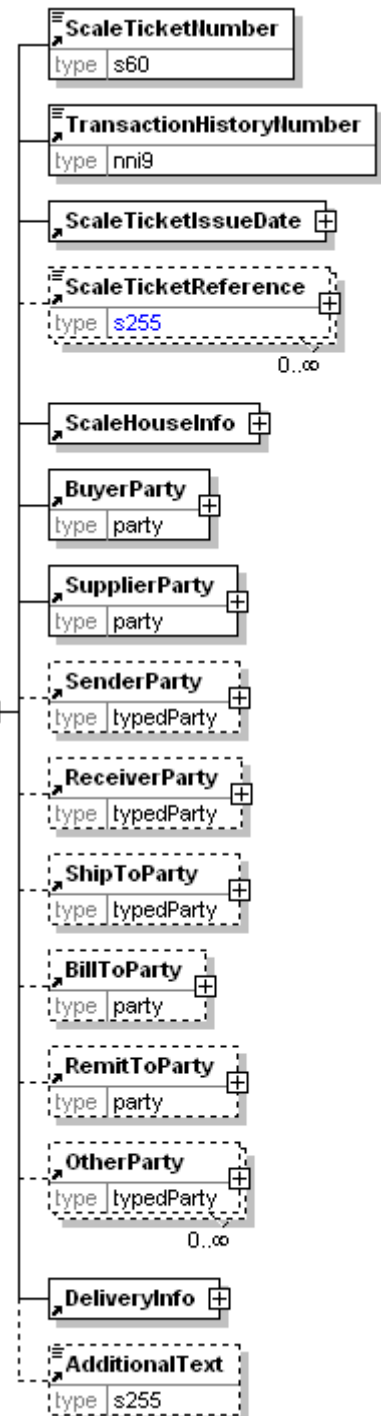 ScaleTicketNumber
type s60
TransactionHistoryNumber
type nni9
ScaleTicketIssueDate
ScaleTicketReference
type s255
0..∞
ScaleHouseInfo
BuyerParty
type party
SupplierParty
type party
SenderParty
type typedParty
ReceiverParty
type typedParty
ShipToParty
type typedParty
BillToParty
type party
RemitToParty
type party
OtherParty
type typedParty
0..∞
DeliveryInfo
AdditionalText
type s255